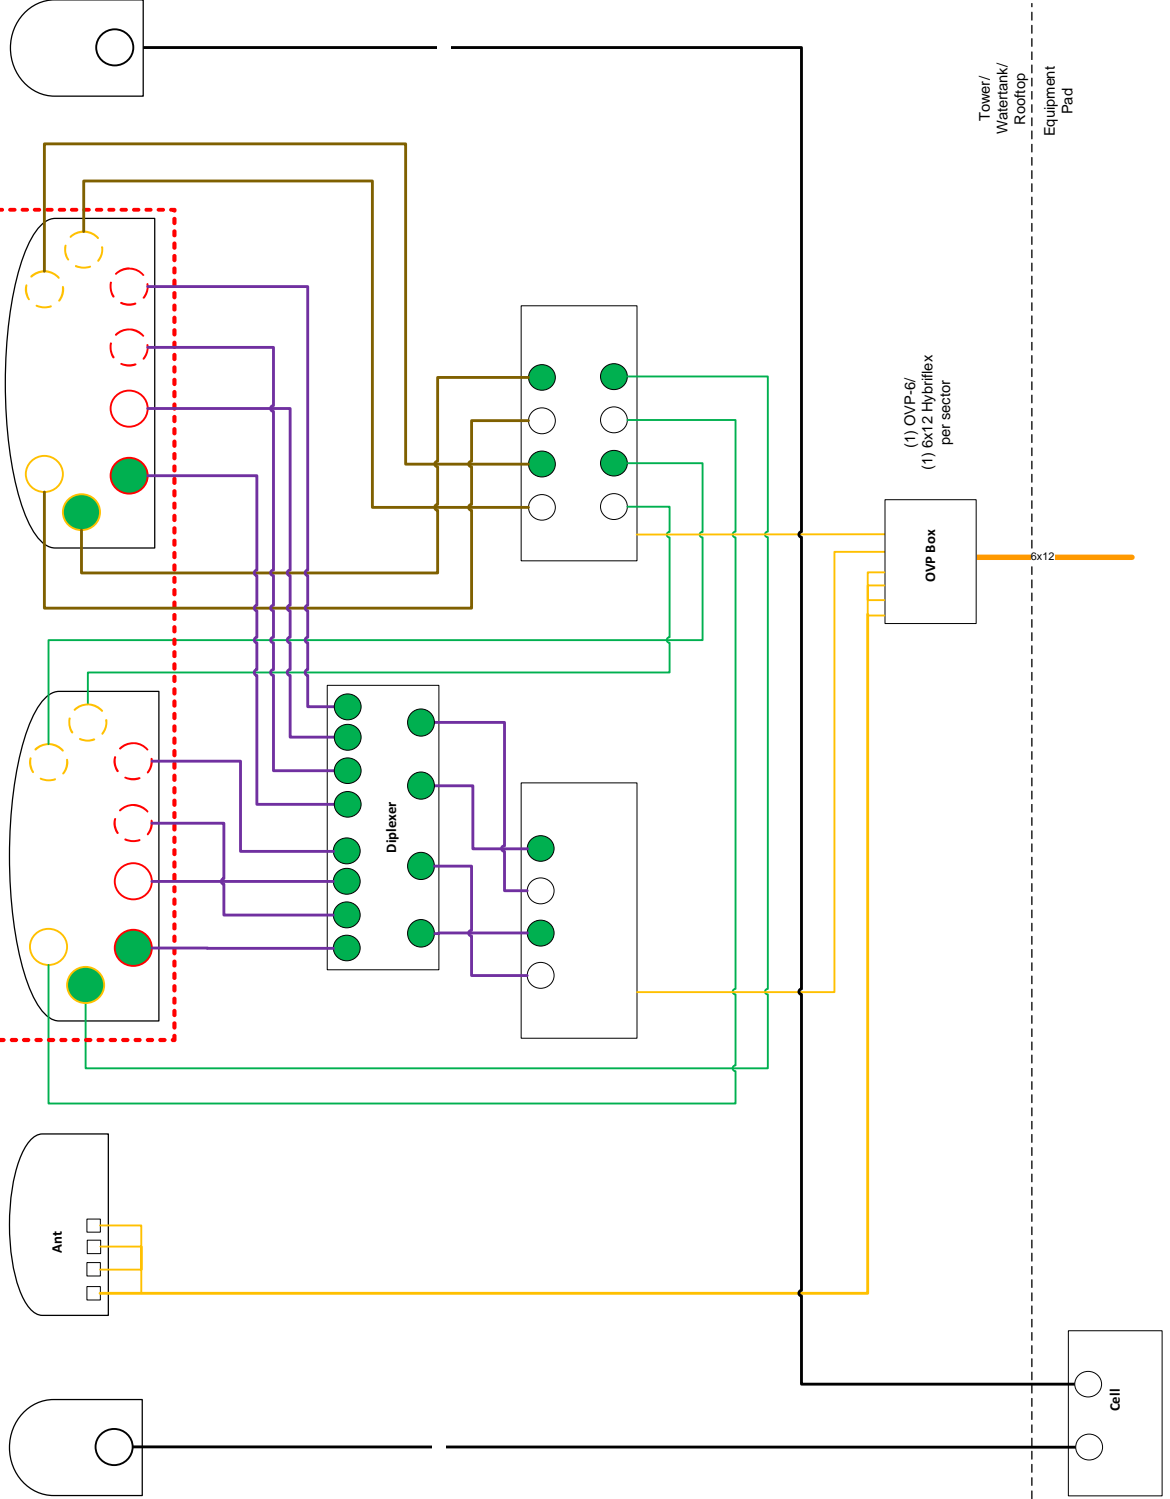 Tower/
Watertank/
Rooftop
Equipment
Pad
(1) OVP-6/
(1) 6x12 Hybriflex
per sector
OVP Box
6x12
Diplexer
Ant
Cell